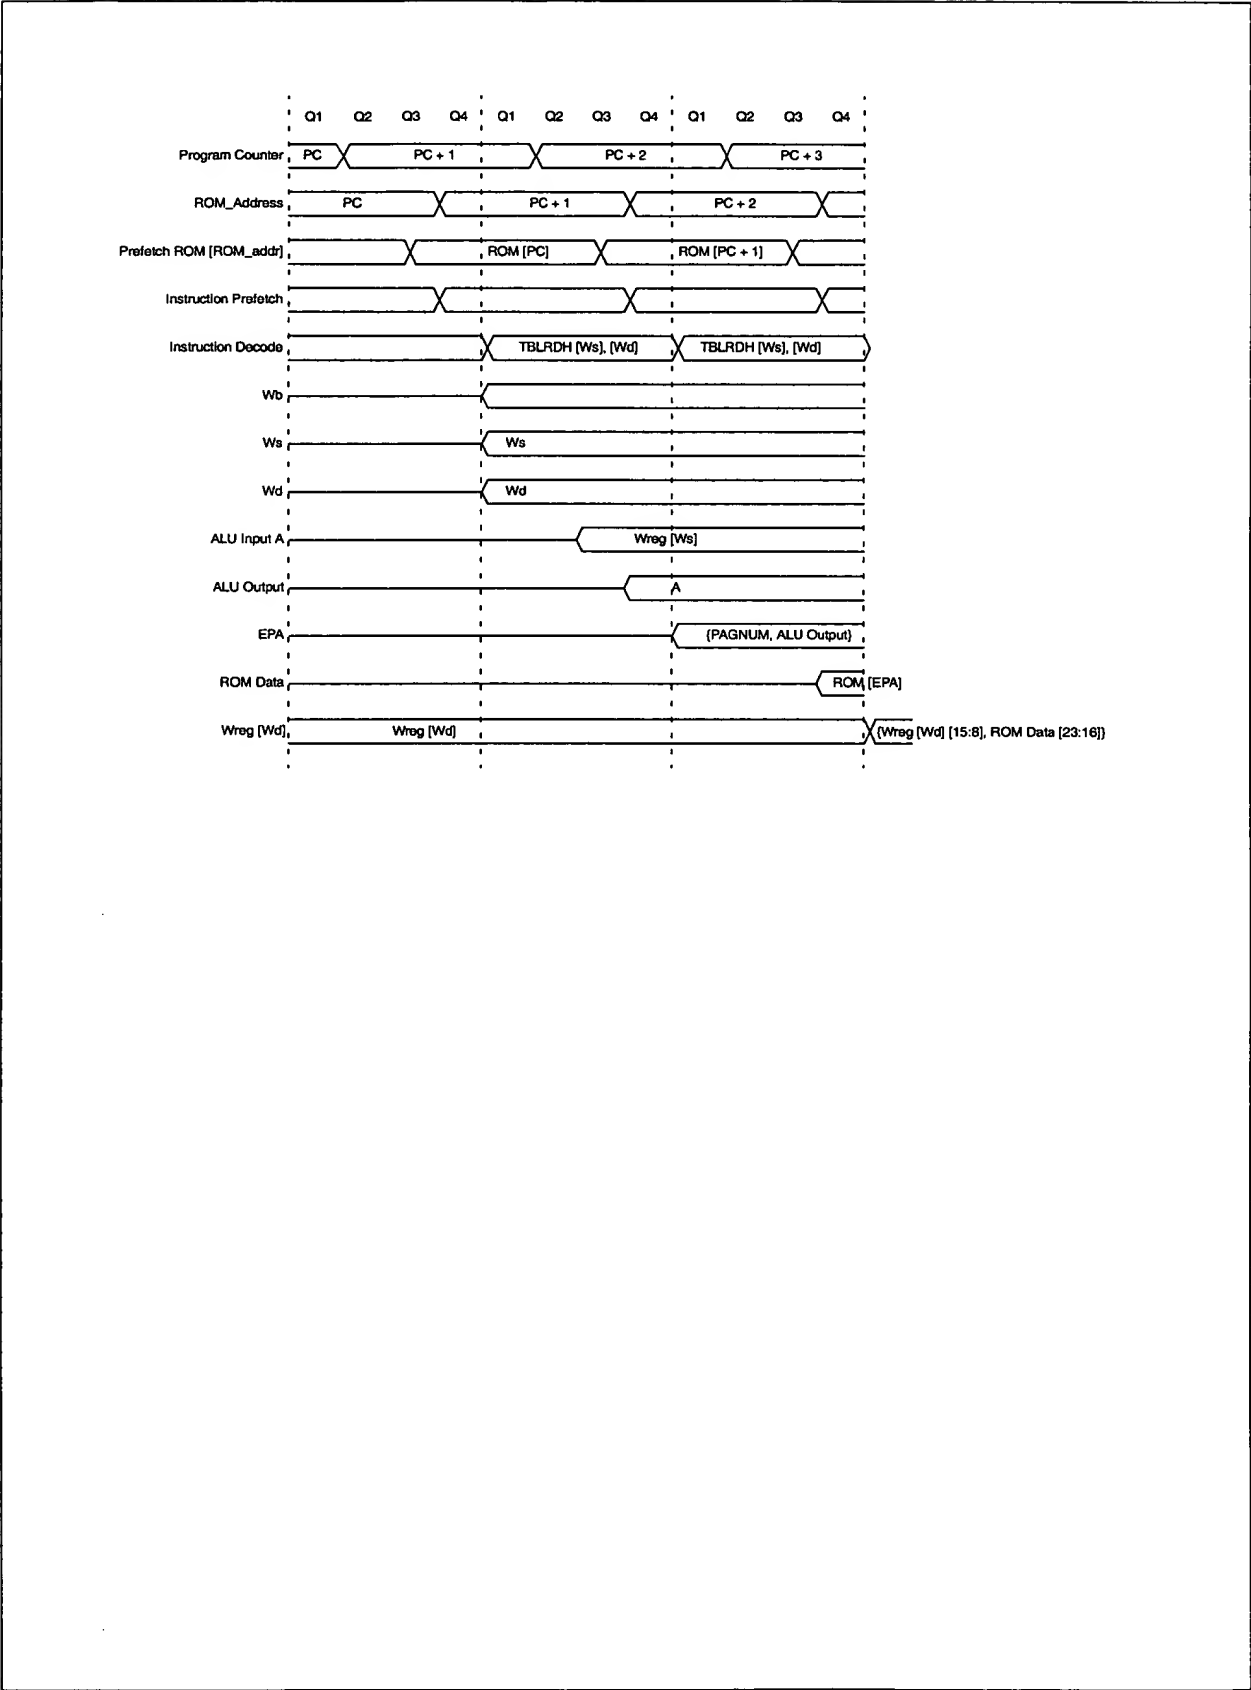 Q1 Q2 Q3 Q4 Q1 Q2 Q3 Q4 Q1 Q2 Q3 Q4
Program Counter PC PC + 1 PC + 2 PC + 3
ROM_Address PC PC + 1 PC + 2
Prefetch ROM [ROM_addr] ROM [PC] ROM [PC + 1]
Instruction Prefetch
Instruction Decode TBLRDH [Ws], [Wd] TBLRDH [Ws], [Wd]
Wb
Ws Ws
Wd Wd
ALU Input A Wreg [Ws]
ALU Output A
EPA {PAGNUM, ALU Output}
ROM Data ROM [EPA]
Wreg [Wd] Wreg [Wd] {Wreg [Wd] [15:8], ROM Data [23:16]}